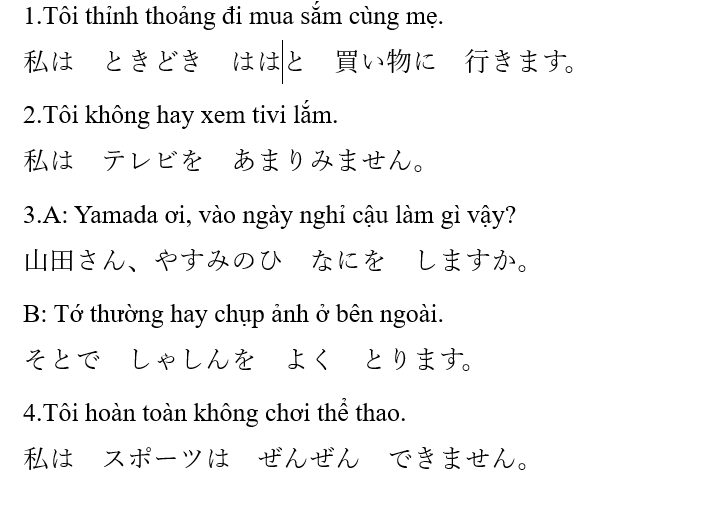 1.Tôi thỉnh thoảng đi mua sắm cùng mẹ.
私は　ときどき　ははと　買い物に　行きます。
2.Tôi không hay xem tivi lắm.
私は　テレビを　あまりみません。
3.A: Yamada ơi, vào ngày nghỉ cậu làm gì vậy?
山田さん、やすみのひ　なにを　しますか。
B: Tớ thường hay chụp ảnh ở bên ngoài.
そとで　しゃしんを　よく　とります。
4.Tôi hoàn toàn không chơi thể thao.
私は　スポーツは　ぜんぜん　できません。